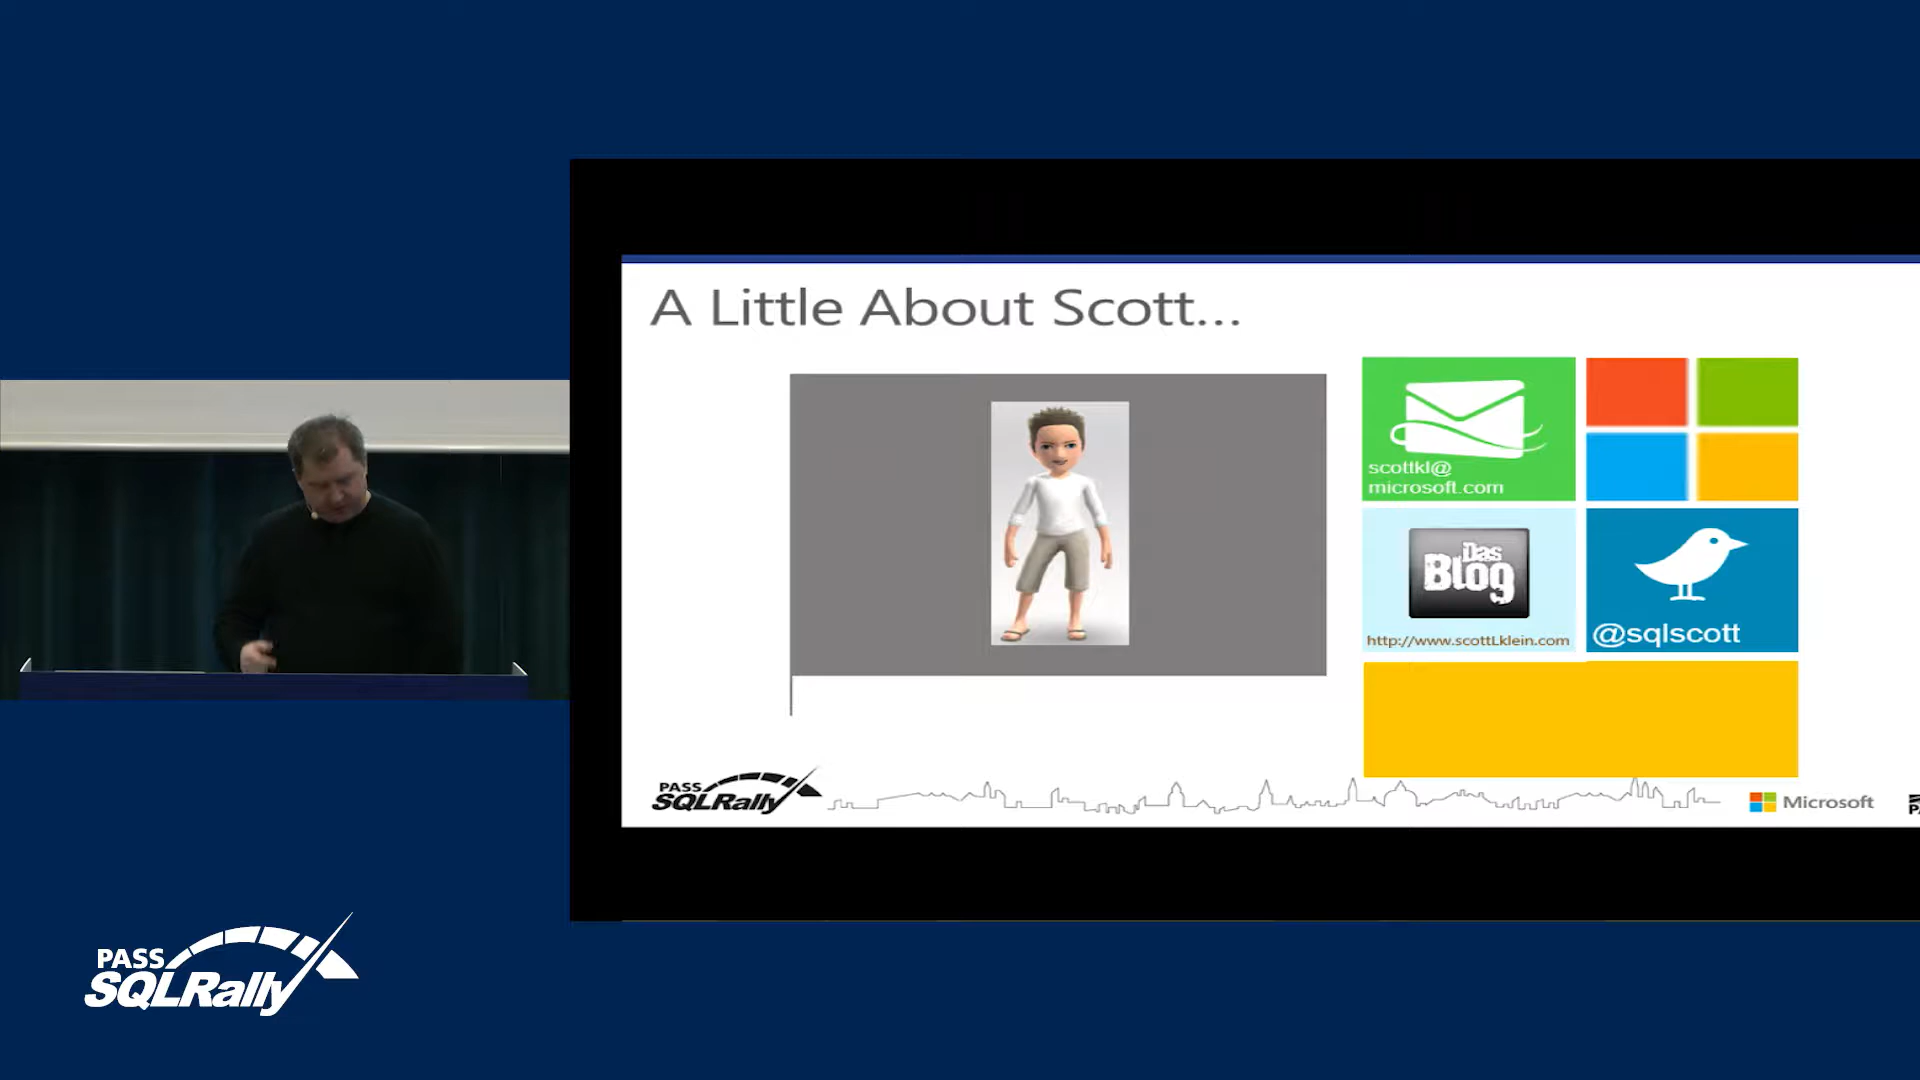 A Little About Scott...
scottkl@
microsoft.com
Das
Blog
http://www.scottLklein.com
@sqlscott
PASS
SQLRally
Microsoft
PASS
SQLRally